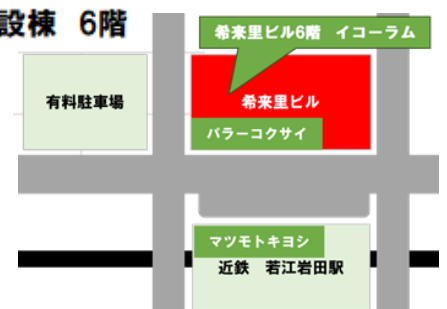 設棟 6階
希来里ビル6階 イコーラム
有料駐車場
希来里ビル
パラーコクサイ
マツモトキヨシ
近鉄 若江岩田駅